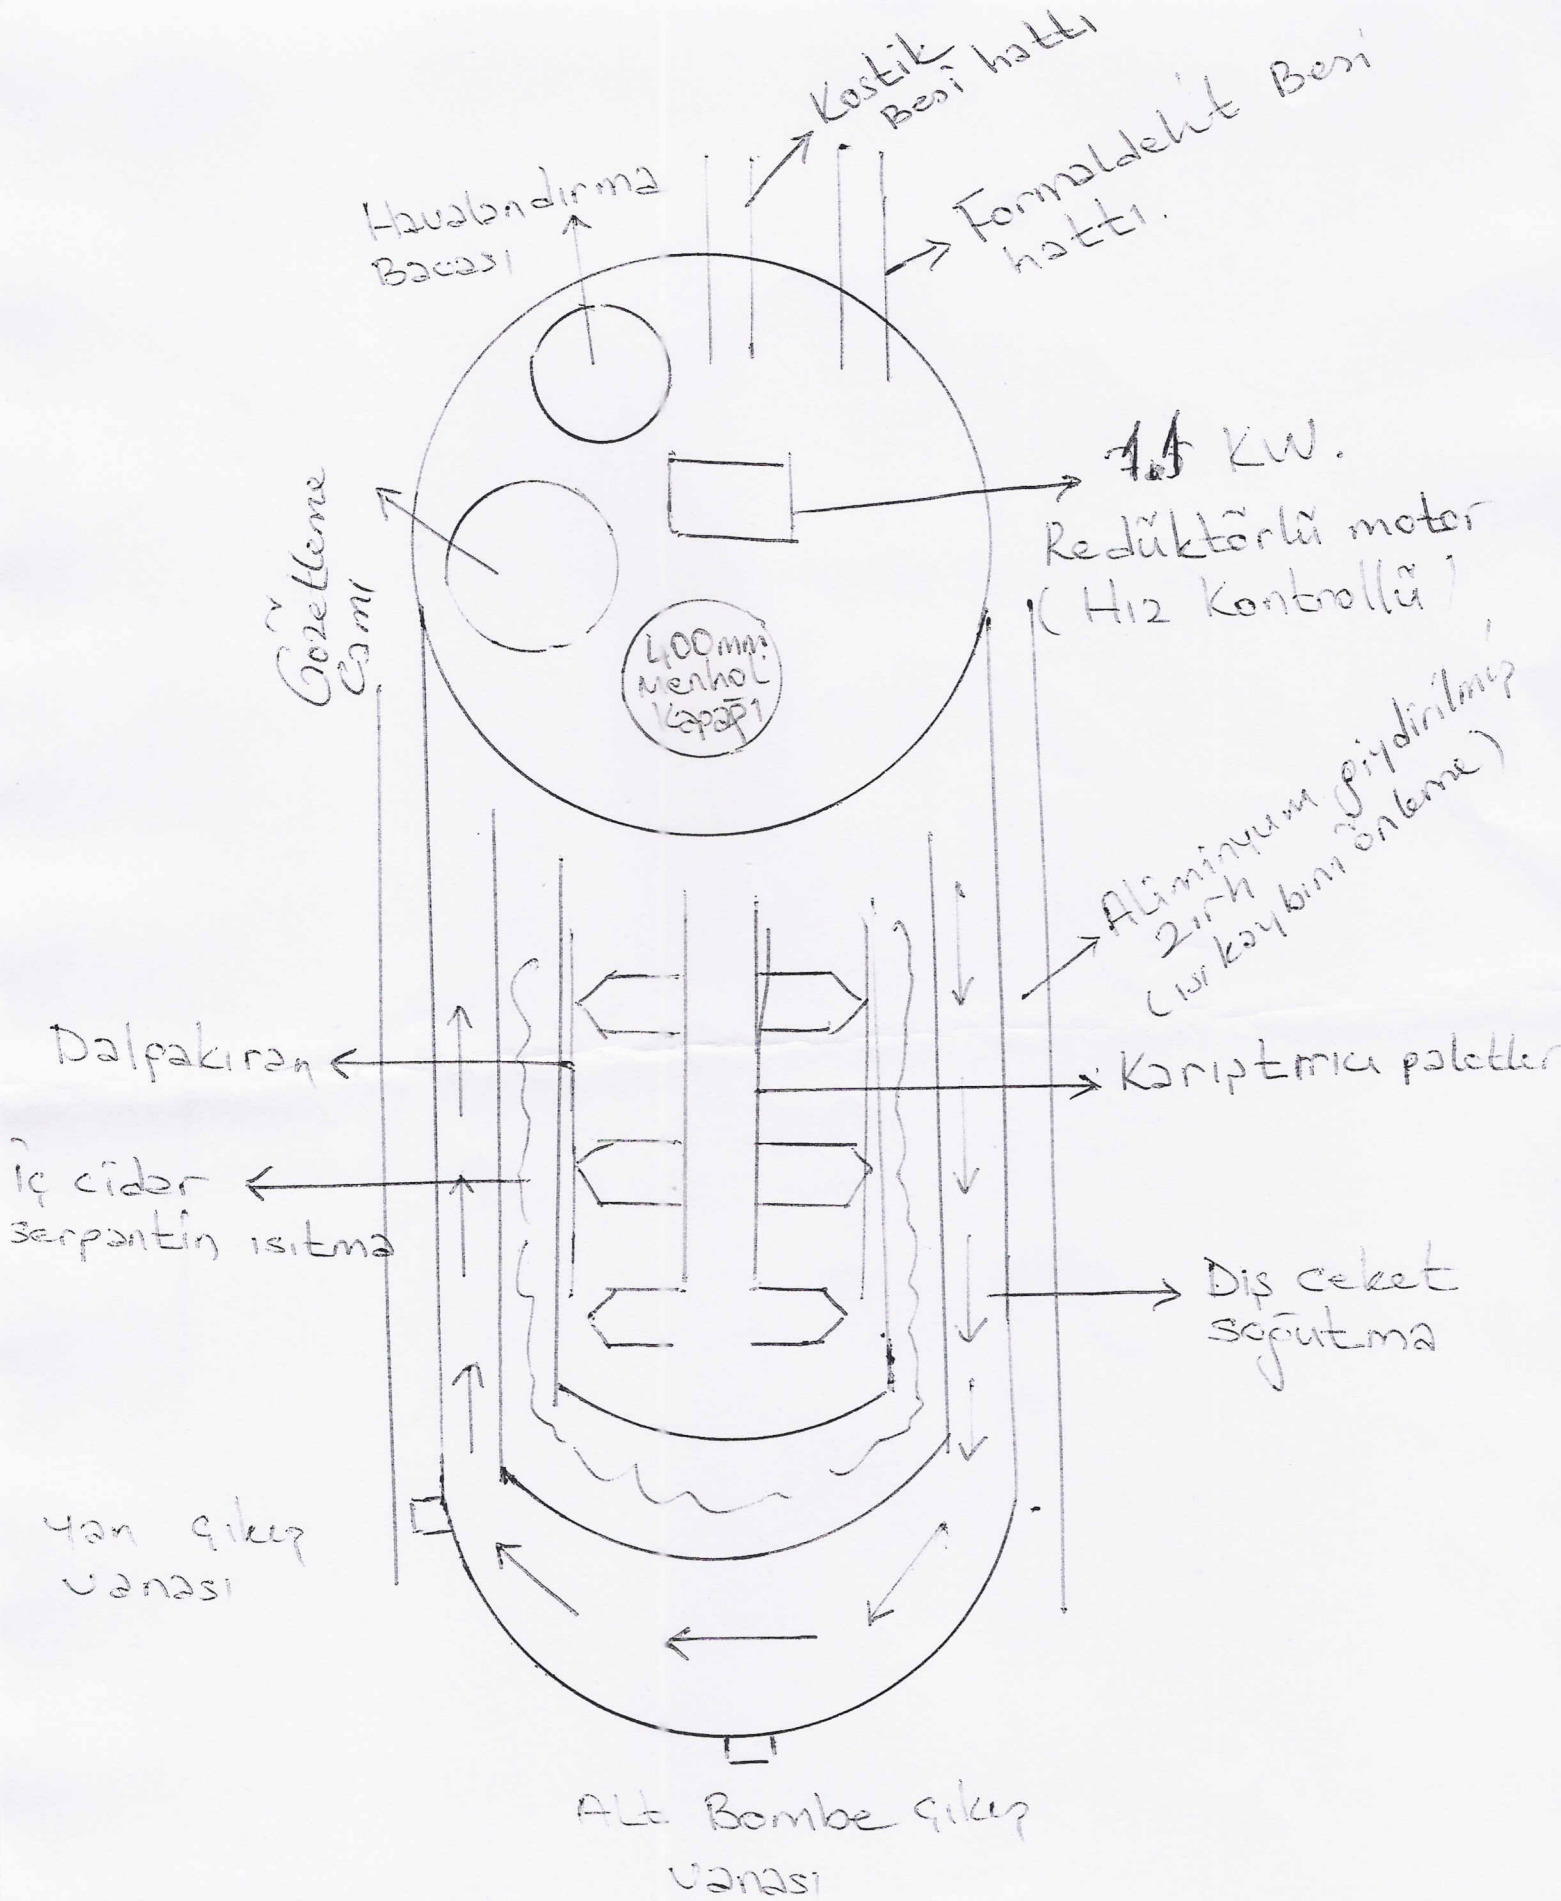 Kostik
Besi hattı
Formaldehit Besi
hattı.
Havalandırma
Bacası
KW.
Redüktörlü motor
(Hız Kontrollü)
Gözetleme
Camı
400mm.
Menhol
Kapağı
Alüminyum giydirilmiş
zırh
(ısı kaybını önleme)
Dalgakıran
Karıştırıcı paletler
İç cidar
serpantin ısıtma
Dış ceket
soğutma
Yan çıkış
vanası
Alt Bombe çıkış
vanası